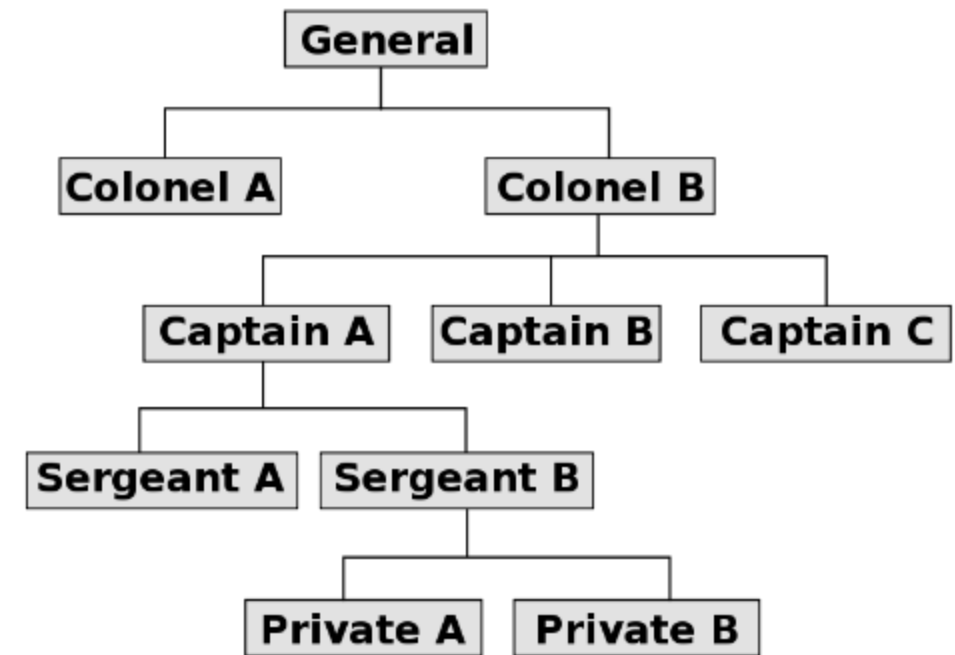 General
Colonel A
Colonel B
Captain A
Captain B
Captain C
Sergeant A
Sergeant B
Private A
Private B